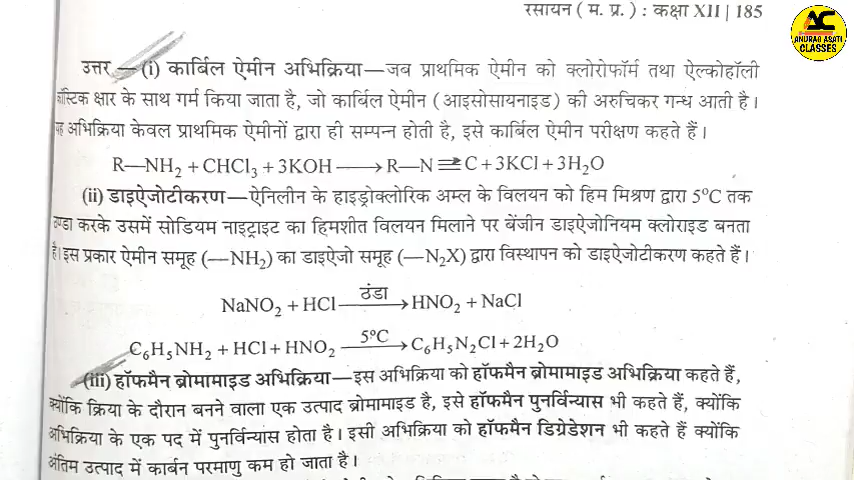 रसायन ( म. प्र. ) : कक्षा XII | 185
ANURAG ASATI
CLASSES
उत्तर—(i) कार्बिल ऐमीन अभिक्रिया—जब प्राथमिक ऐमीन को क्लोरोफॉर्म तथा ऐल्कोहॉली
कॉस्टिक क्षार के साथ गर्म किया जाता है, जो कार्बिल ऐमीन (आइसोसायनाइड) की अरुचिकर गन्ध आती है।
यह अभिक्रिया केवल प्राथमिक ऐमीनों द्वारा ही सम्पन्न होती है, इसे कार्बिल ऐमीन परीक्षण कहते हैं।
R—NH₂ + CHCl₃ + 3KOH ⟶ R—N ⩲ C + 3KCl + 3H₂O
(ii) डाइऐजोटीकरण—ऐनिलीन के हाइड्रोक्लोरिक अम्ल के विलयन को हिम मिश्रण द्वारा 5°C तक
ठण्डा करके उसमें सोडियम नाइट्राइट का हिमशीत विलयन मिलाने पर बेंजीन डाइऐजोनियम क्लोराइड बनता
है। इस प्रकार ऐमीन समूह (—NH₂) का डाइऐजो समूह (—N₂X) द्वारा विस्थापन को डाइऐजोटीकरण कहते हैं।
ठंडा
NaNO₂ + HCl ⟶ HNO₂ + NaCl
5°C
C₆H₅NH₂ + HCl + HNO₂ ⟶ C₆H₅N₂Cl + 2H₂O
(iii) हॉफमैन ब्रोमामाइड अभिक्रिया—इस अभिक्रिया को हॉफमैन ब्रोमामाइड अभिक्रिया कहते हैं,
क्योंकि क्रिया के दौरान बनने वाला एक उत्पाद ब्रोमामाइड है, इसे हॉफमैन पुनर्विन्यास भी कहते हैं, क्योंकि
अभिक्रिया के एक पद में पुनर्विन्यास होता है। इसी अभिक्रिया को हॉफमैन डिग्रेडेशन भी कहते हैं क्योंकि
अंतिम उत्पाद में कार्बन परमाणु कम हो जाता है।